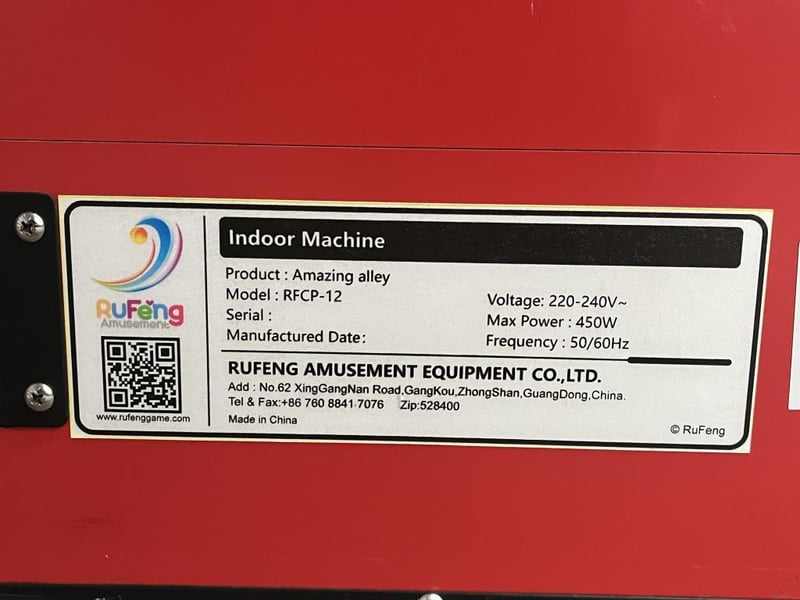 Indoor Machine
Product : Amazing alley
Model : RFCP-12
Serial :
Manufactured Date:
Voltage: 220-240V~
Max Power : 450W
Frequency : 50/60Hz
RuFeng
Amusement
www.rufenggame.com
RUFENG AMUSEMENT EQUIPMENT CO.,LTD.
Add : No.62 XingGangNan Road,GangKou,ZhongShan,GuangDong,China.
Tel & Fax:+86 760 8841 7076 Zip:528400
Made in China
© RuFeng